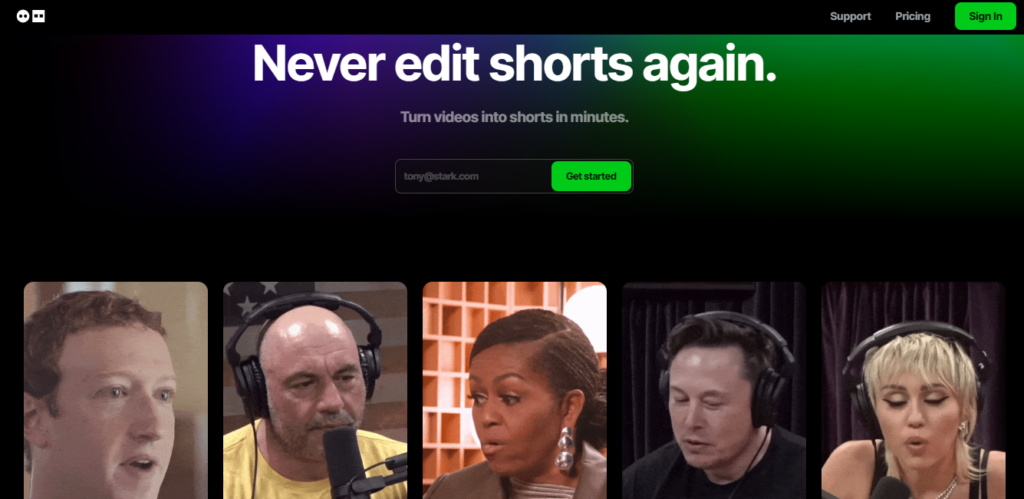 Support
Pricing
Sign In
Never edit shorts again.
Turn videos into shorts in minutes.
tony@stark.com
Get started